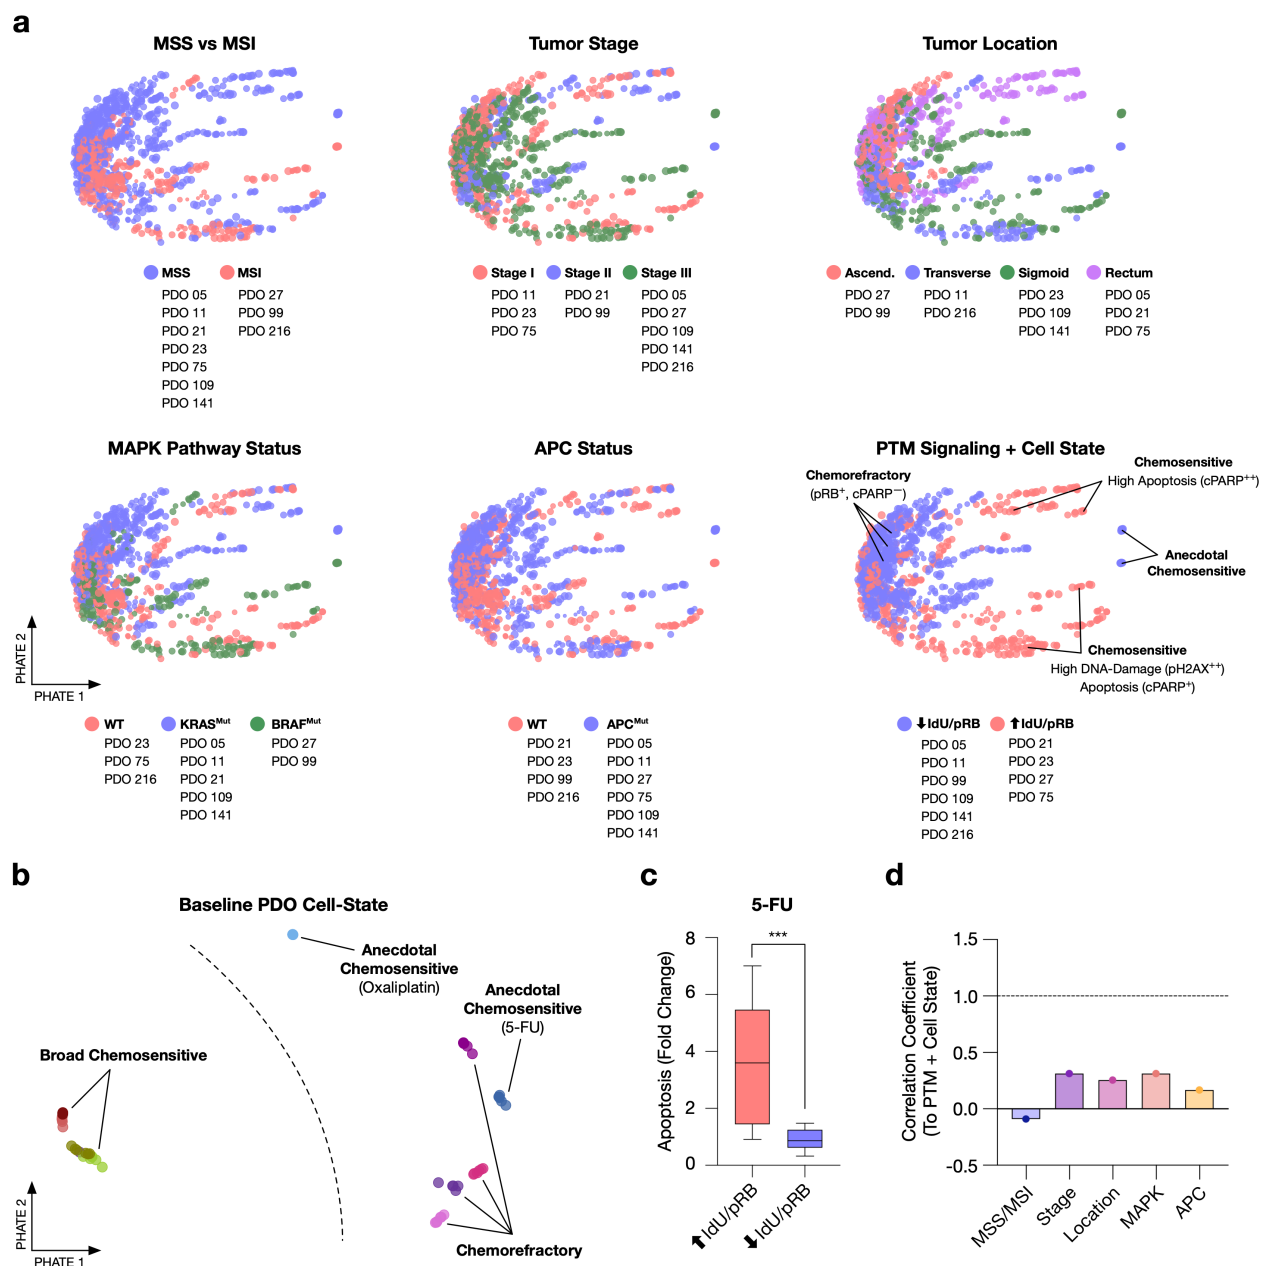 a
MSS vs MSI
MSS MSI
PDO 05
PDO 11
PDO 21
PDO 23
PDO 75
PDO 109
PDO 141
PDO 27
PDO 99
PDO 216
Tumor Stage
Stage I Stage II Stage III
PDO 11
PDO 23
PDO 75
PDO 21
PDO 99
PDO 05
PDO 27
PDO 109
PDO 141
PDO 216
Tumor Location
Ascend. Transverse Sigmoid Rectum
PDO 27
PDO 99
PDO 11
PDO 216
PDO 23
PDO 109
PDO 141
PDO 05
PDO 21
PDO 75
MAPK Pathway Status
PHATE 2
PHATE 1
WT KRAS^Mut BRAF^Mut
PDO 23
PDO 75
PDO 216
PDO 05
PDO 11
PDO 21
PDO 109
PDO 141
PDO 27
PDO 99
APC Status
WT APC^Mut
PDO 21
PDO 23
PDO 99
PDO 216
PDO 05
PDO 11
PDO 27
PDO 75
PDO 109
PDO 141
PTM Signaling + Cell State
Chemorefractory
(pRB⁺, cPARP⁻⁻)
Chemosensitive
High Apoptosis (cPARP⁺⁺)
Anecdotal
Chemosensitive
Chemosensitive
High DNA-Damage (pH2AX⁺⁺)
Apoptosis (cPARP⁺)
⬇IdU/pRB ⬆IdU/pRB
PDO 05
PDO 11
PDO 99
PDO 109
PDO 141
PDO 216
PDO 21
PDO 23
PDO 27
PDO 75
b
Baseline PDO Cell-State
Anecdotal
Chemosensitive
(Oxaliplatin)
Anecdotal
Chemosensitive
(5-FU)
Broad Chemosensitive
Chemorefractory
PHATE 2
PHATE 1
c
5-FU
***
Apoptosis (Fold Change)
8
6
4
2
0
⬆IdU/pRB
⬇IdU/pRB
d
Correlation Coefficient
(To PTM + Cell State)
1.5
1.0
0.5
0.0
-0.5
MSS/MSI
Stage
Location
MAPK
APC